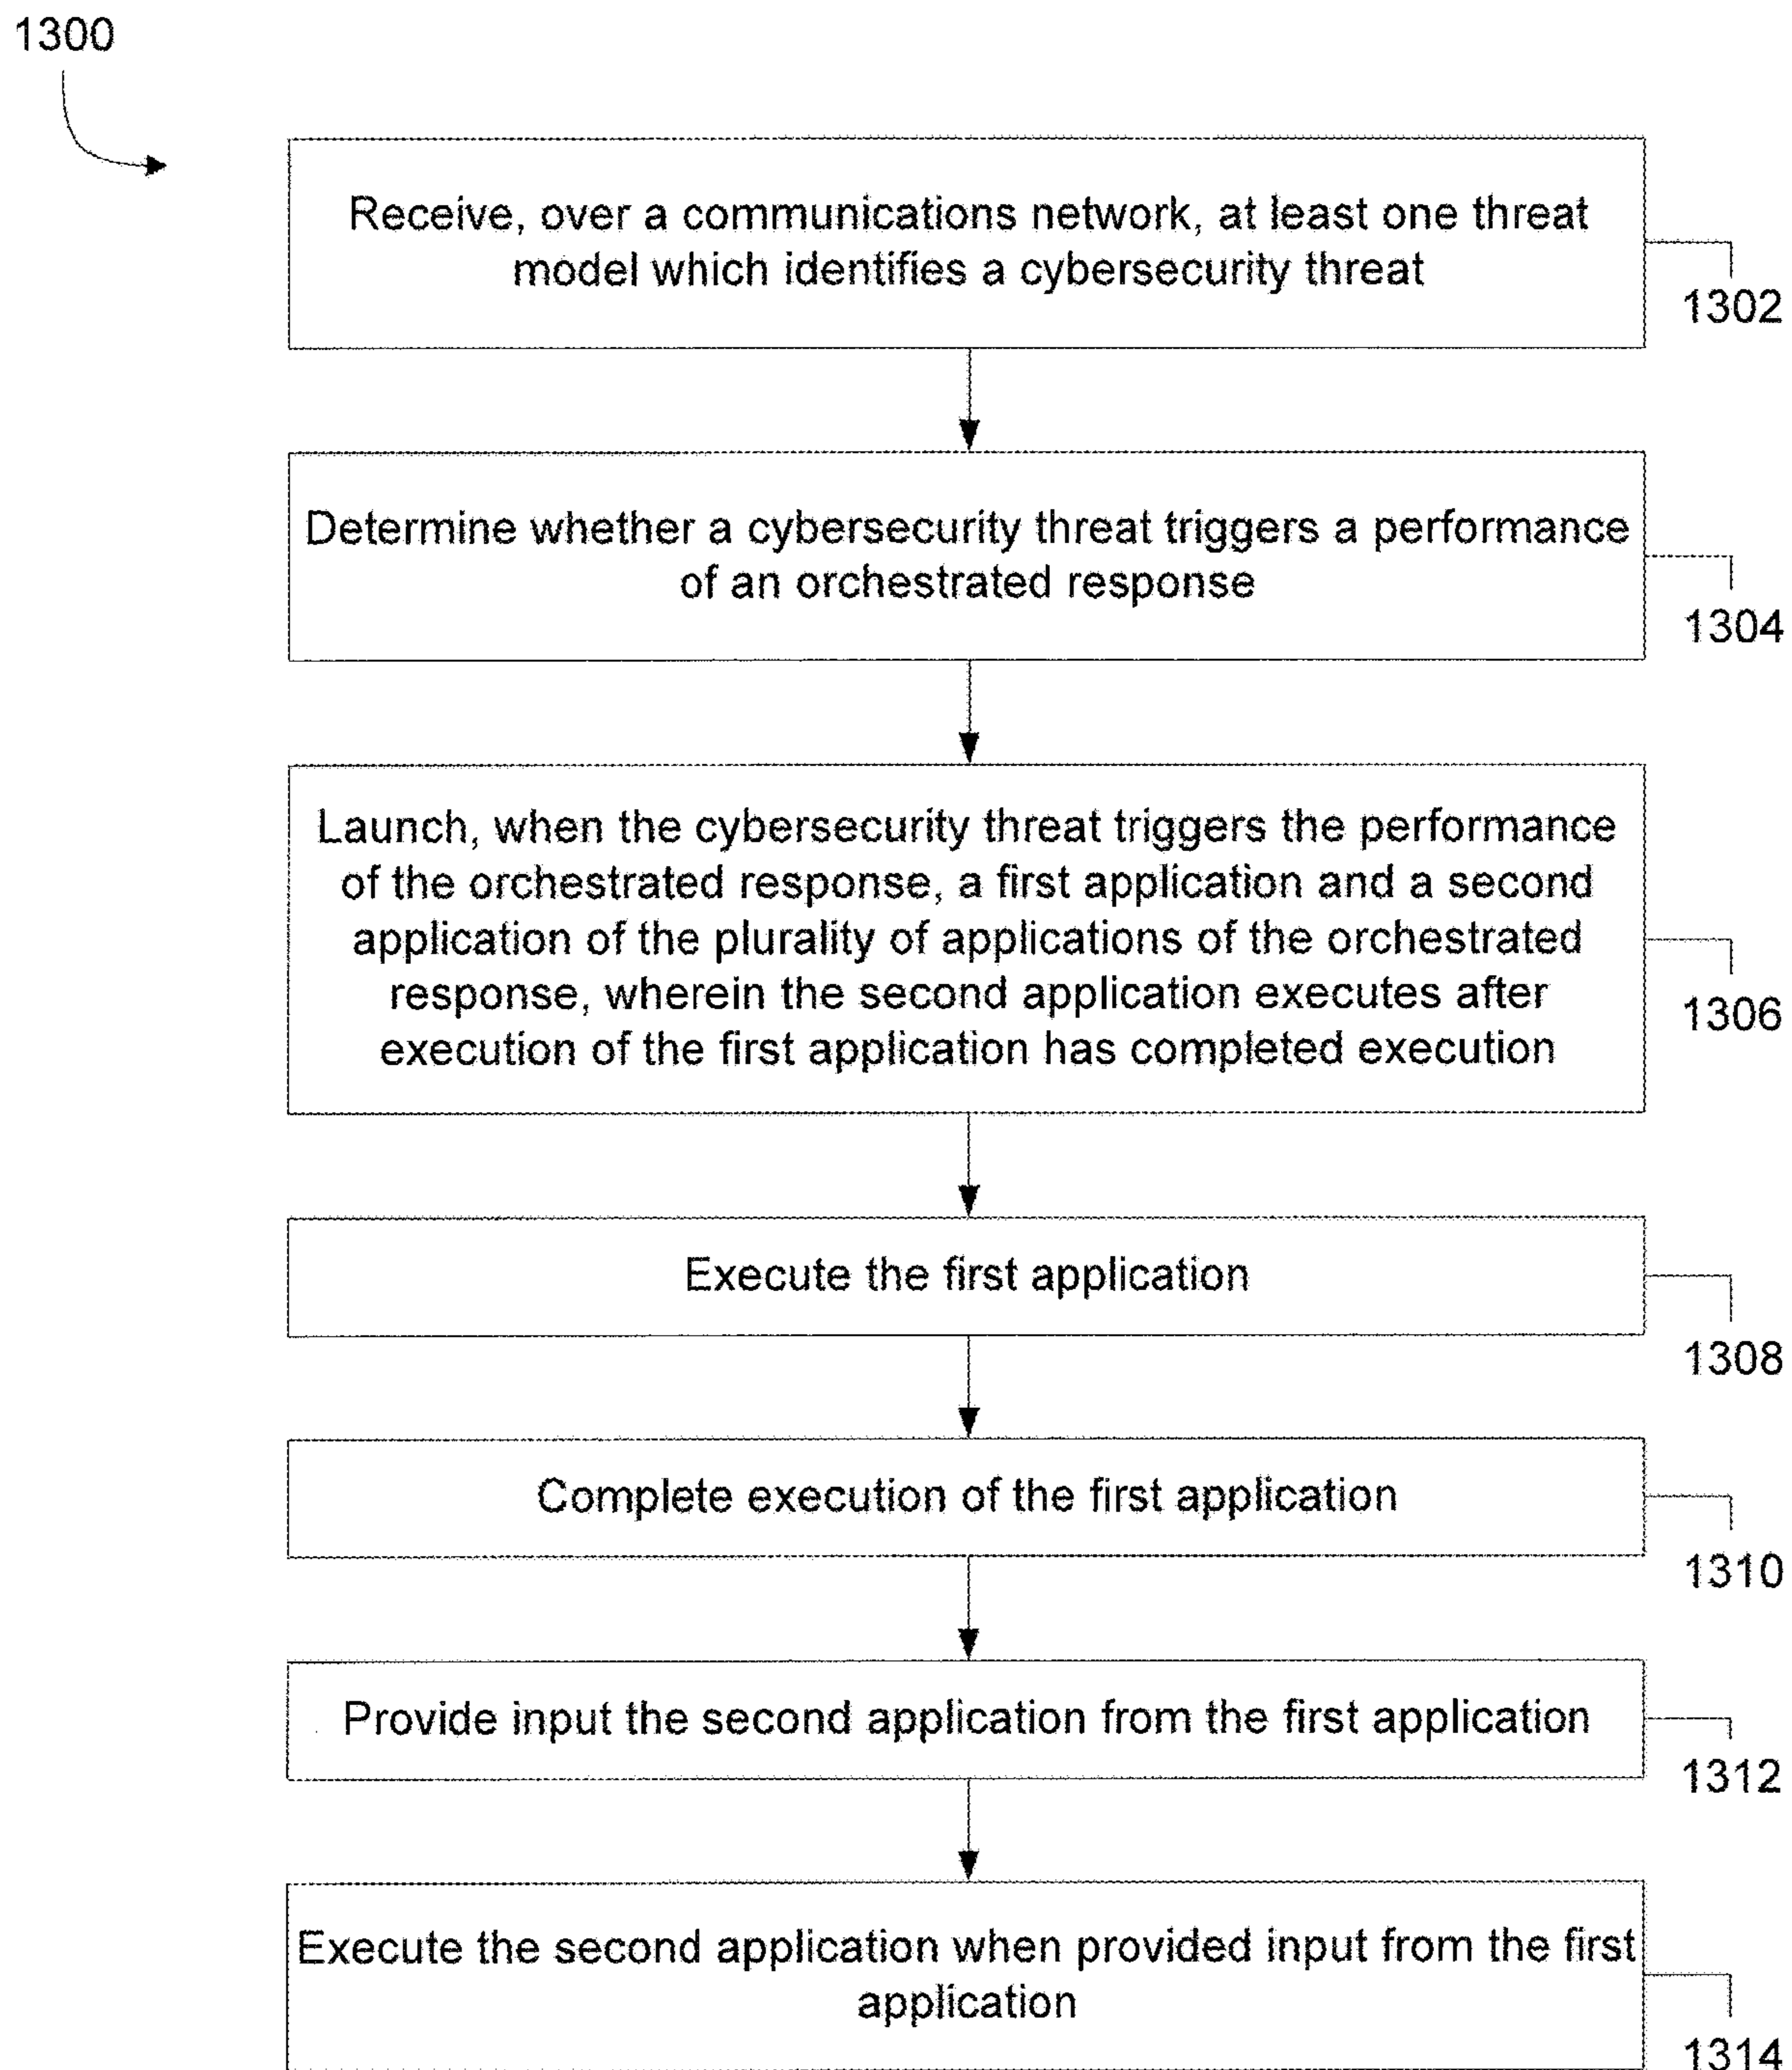 1300
Receive, over a communications network, at least one threat
model which identifies a cybersecurity threat
1302
Determine whether a cybersecurity threat triggers a performance
of an orchestrated response
1304
Launch, when the cybersecurity threat triggers the performance
of the orchestrated response, a first application and a second
application of the plurality of applications of the orchestrated
response, wherein the second application executes after
execution of the first application has completed execution
1306
Execute the first application
1308
Complete execution of the first application
1310
Provide input the second application from the first application
1312
Execute the second application when provided input from the first
application
1314